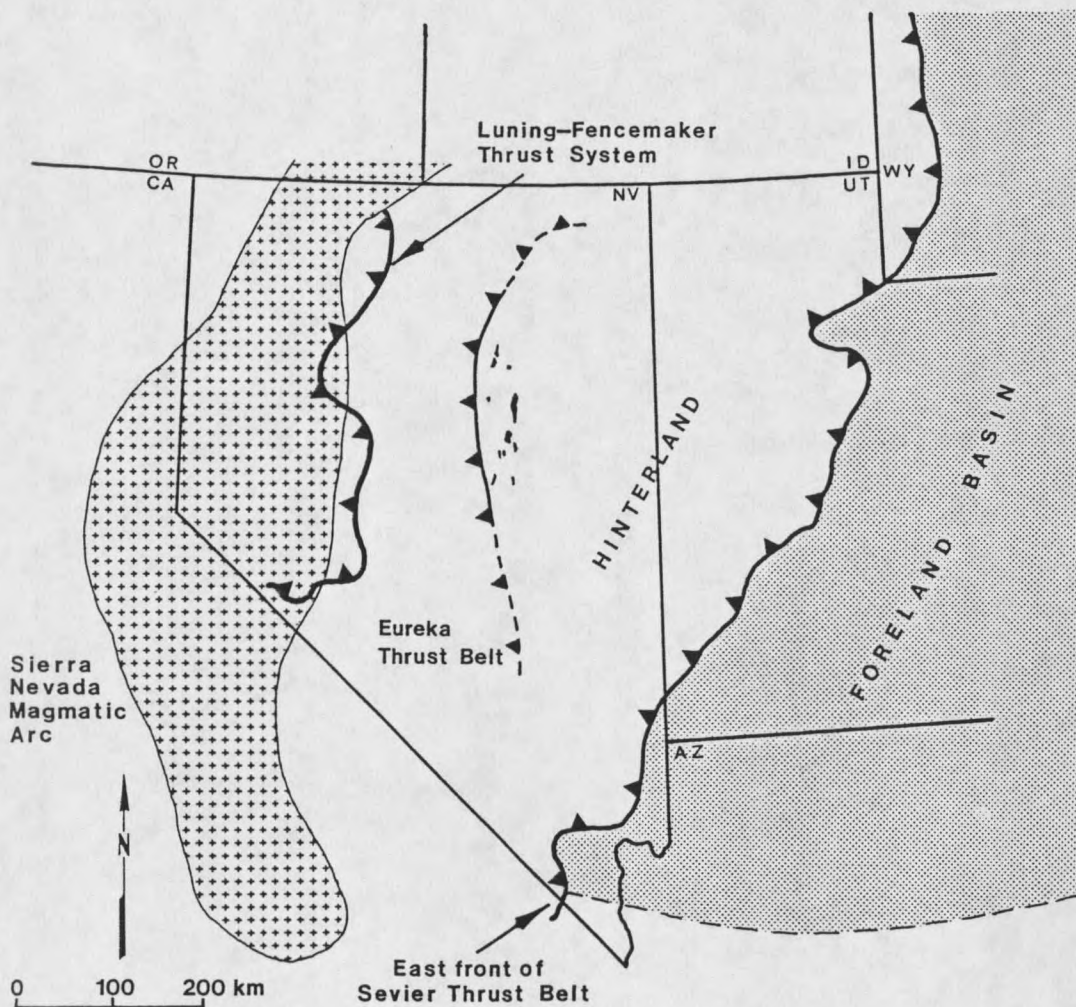 Luning–Fencemaker
Thrust System
OR
CA
NV
ID
UT
WY
HINTERLAND
FORELAND BASIN
Eureka
Thrust Belt
Sierra
Nevada
Magmatic
Arc
AZ
N
East front of
Sevier Thrust Belt
0 100 200 km